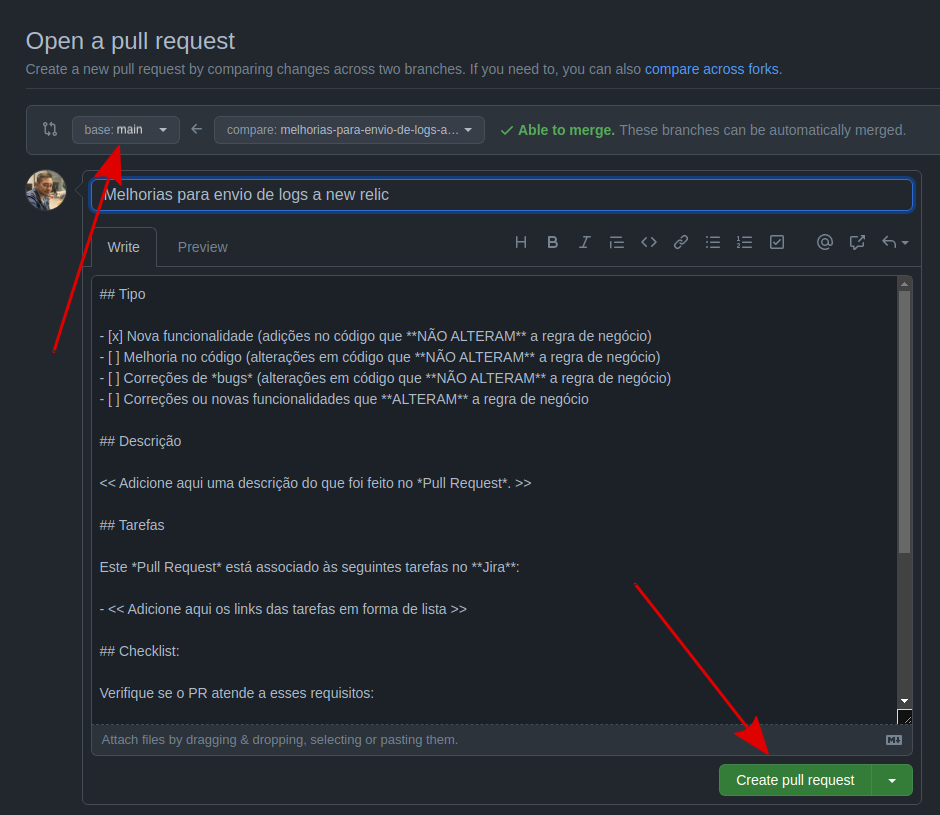 Open a pull request
Create a new pull request by comparing changes across two branches. If you need to, you can also compare across forks.
base: main
compare: melhorias-para-envio-de-logs-a…
Able to merge. These branches can be automatically merged.
Melhorias para envio de logs a new relic
Write
Preview
## Tipo
- [x] Nova funcionalidade (adições no código que **NÃO ALTERAM** a regra de negócio)
- [ ] Melhoria no código (alterações em código que **NÃO ALTERAM** a regra de negócio)
- [ ] Correções de *bugs* (alterações em código que **NÃO ALTERAM** a regra de negócio)
- [ ] Correções ou novas funcionalidades que **ALTERAM** a regra de negócio
## Descrição
<< Adicione aqui uma descrição do que foi feito no *Pull Request*. >>
## Tarefas
Este *Pull Request* está associado às seguintes tarefas no **Jira**:
- << Adicione aqui os links das tarefas em forma de lista >>
## Checklist:
Verifique se o PR atende a esses requisitos:
Attach files by dragging & dropping, selecting or pasting them.
Create pull request